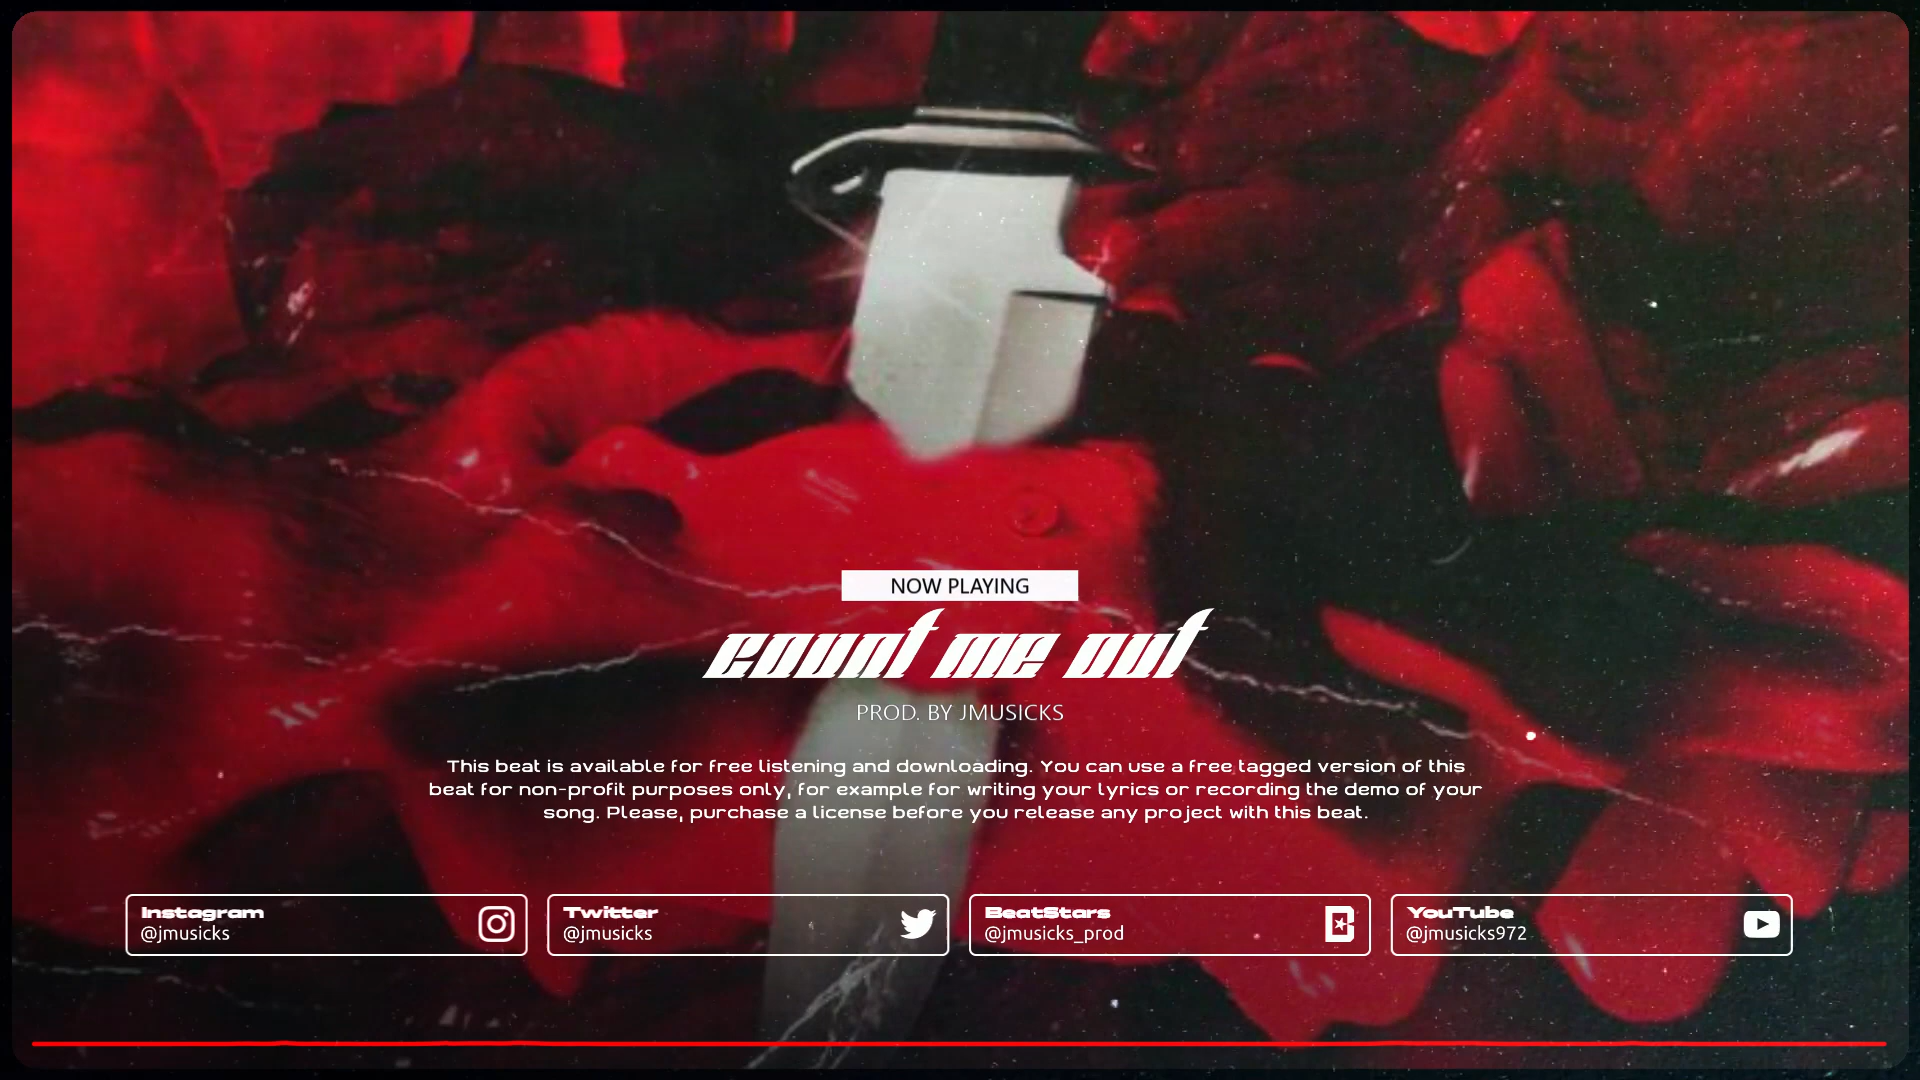 NOW PLAYING
count me out
PROD. BY JMUSICKS
This beat is available for free listening and downloading. You can use a free tagged version of this
beat for non-profit purposes only, for example for writing your lyrics or recording the demo of your
song. Please, purchase a license before you release any project with this beat.
Instagram
@jmusicks
Twitter
@jmusicks
BeatStars
@jmusicks_prod
YouTube
@jmusicks972